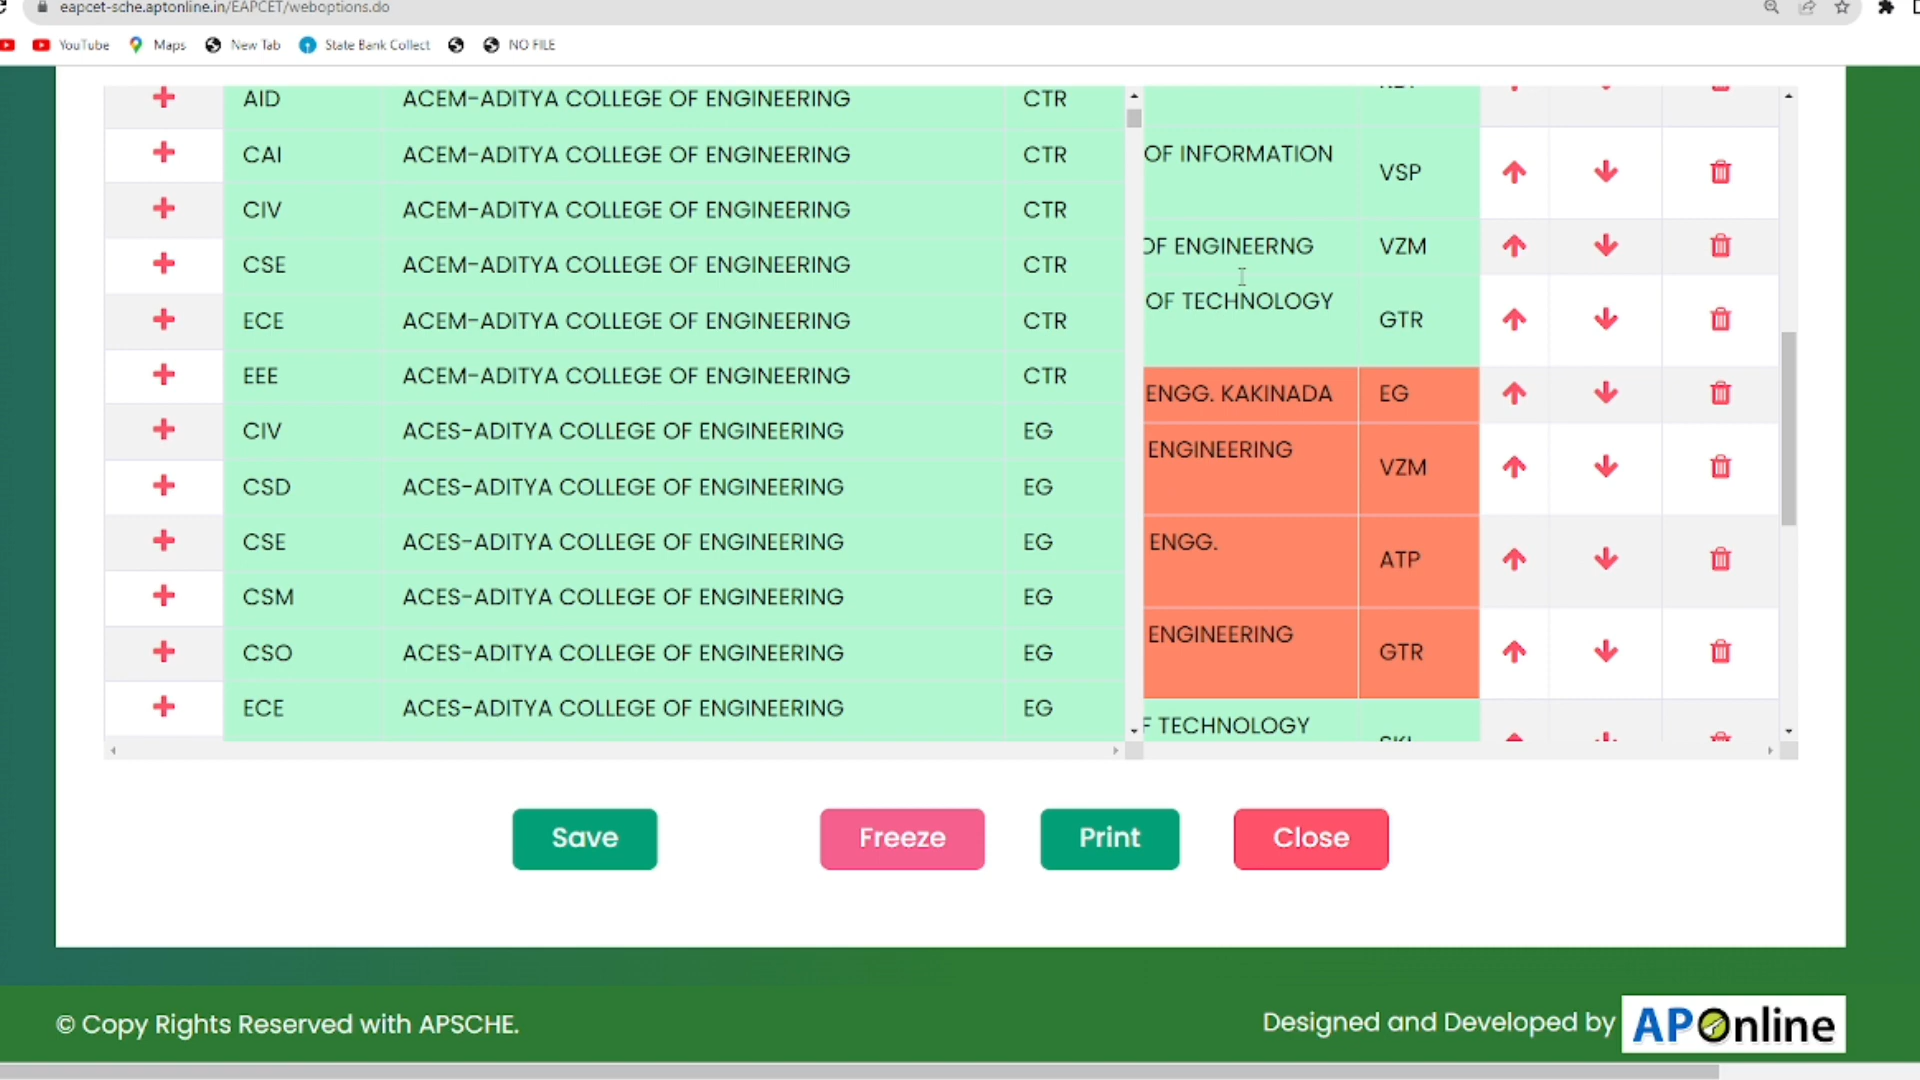 eapcet-sche.aptonline.in/EAPCET/weboptions.do
YouTube Maps New Tab State Bank Collect NO FILE
AID ACEM-ADITYA COLLEGE OF ENGINEERING CTR
CAI ACEM-ADITYA COLLEGE OF ENGINEERING CTR
CIV ACEM-ADITYA COLLEGE OF ENGINEERING CTR
CSE ACEM-ADITYA COLLEGE OF ENGINEERING CTR
ECE ACEM-ADITYA COLLEGE OF ENGINEERING CTR
EEE ACEM-ADITYA COLLEGE OF ENGINEERING CTR
CIV ACES-ADITYA COLLEGE OF ENGINEERING EG
CSD ACES-ADITYA COLLEGE OF ENGINEERING EG
CSE ACES-ADITYA COLLEGE OF ENGINEERING EG
CSM ACES-ADITYA COLLEGE OF ENGINEERING EG
CSO ACES-ADITYA COLLEGE OF ENGINEERING EG
ECE ACES-ADITYA COLLEGE OF ENGINEERING EG
OF INFORMATION VSP
OF ENGINEERNG VZM
OF TECHNOLOGY GTR
ENGG. KAKINADA EG
ENGINEERING VZM
ENGG. ATP
ENGINEERING GTR
TECHNOLOGY
Save Freeze Print Close
© Copy Rights Reserved with APSCHE.
Designed and Developed by APOnline